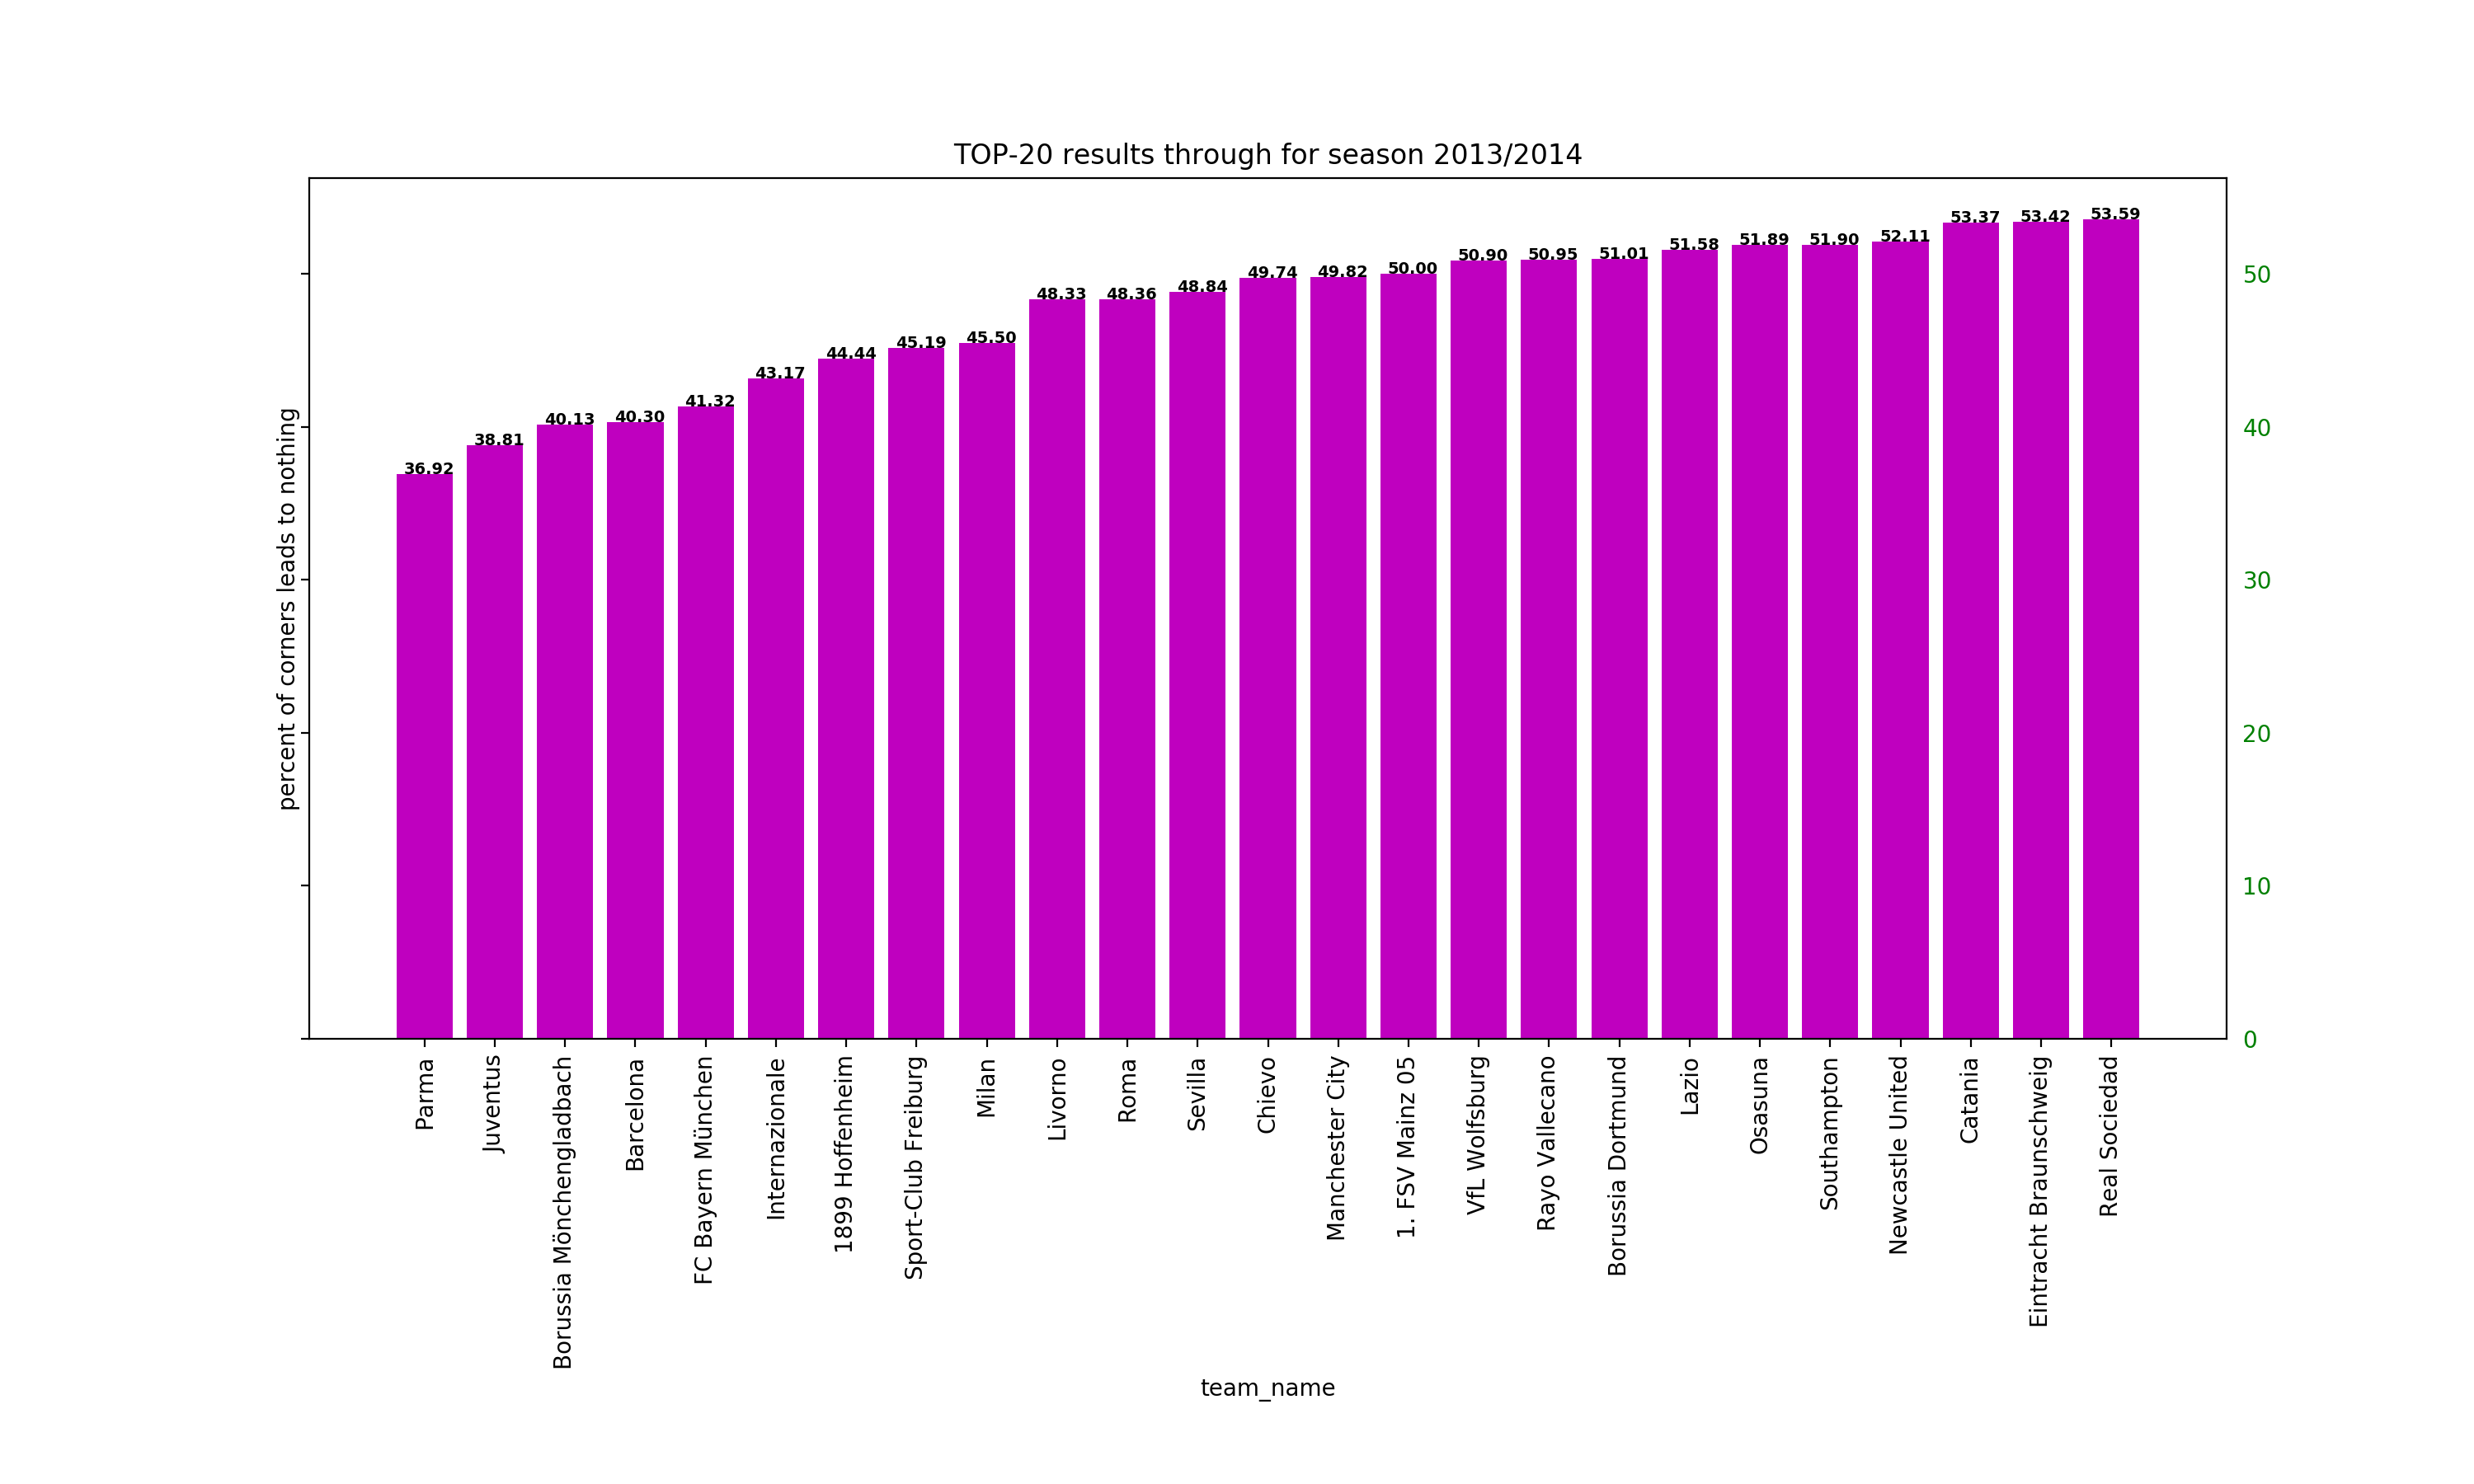 TOP-20 results through for season 2013/2014
percent of corners leads to nothing
36.92
38.81
40.13
40.30
41.32
43.17
44.44
45.19
45.50
48.33
48.36
48.84
49.74
49.82
50.00
50.90
50.95
51.01
51.58
51.89
51.90
52.11
53.37
53.42
53.59
50
40
30
20
10
0
Parma
Juventus
Borussia Mönchengladbach
Barcelona
FC Bayern München
Internazionale
1899 Hoffenheim
Sport-Club Freiburg
Milan
Livorno
Roma
Sevilla
Chievo
Manchester City
1. FSV Mainz 05
VfL Wolfsburg
Rayo Vallecano
Borussia Dortmund
Lazio
Osasuna
Southampton
Newcastle United
Catania
Eintracht Braunschweig
Real Sociedad
team_name